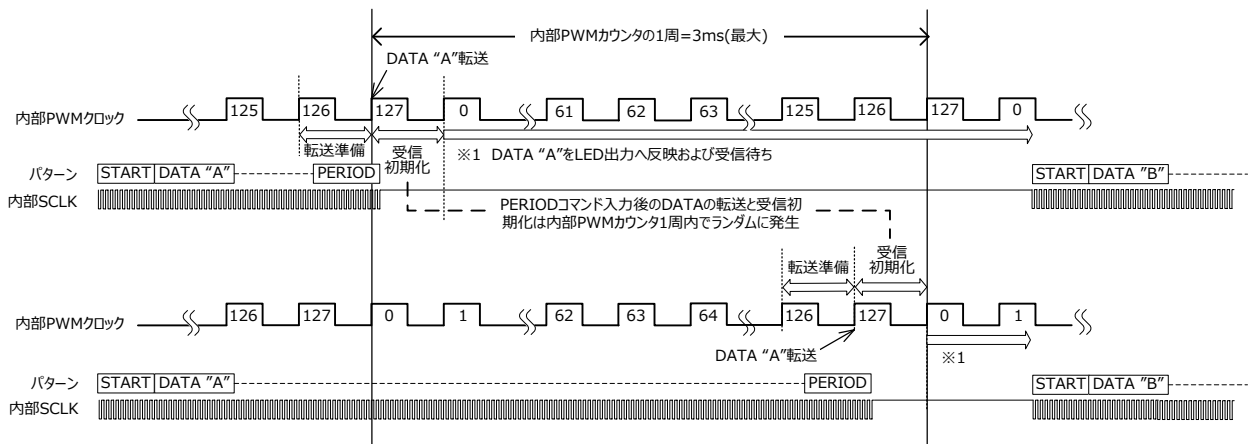 内部PWMカウンタの1周=3ms(最大)
DATA “A”転送
内部PWMクロック
125 126 127 0 61 62 63 125 126 127 0
転送準備
受信
初期化
※1 DATA “A”をLED出力へ反映および受信待ち
パターン
START DATA “A” PERIOD START DATA ”B”
内部SCLK
PERIODコマンド入力後のDATAの転送と受信初
期化は内部PWMカウンタ1周内でランダムに発生
転送準備
受信
初期化
内部PWMクロック
126 127 0 1 62 63 64 126 127 0 1
DATA “A”転送
※1
パターン
START DATA ”A” PERIOD START DATA ”B”
内部SCLK